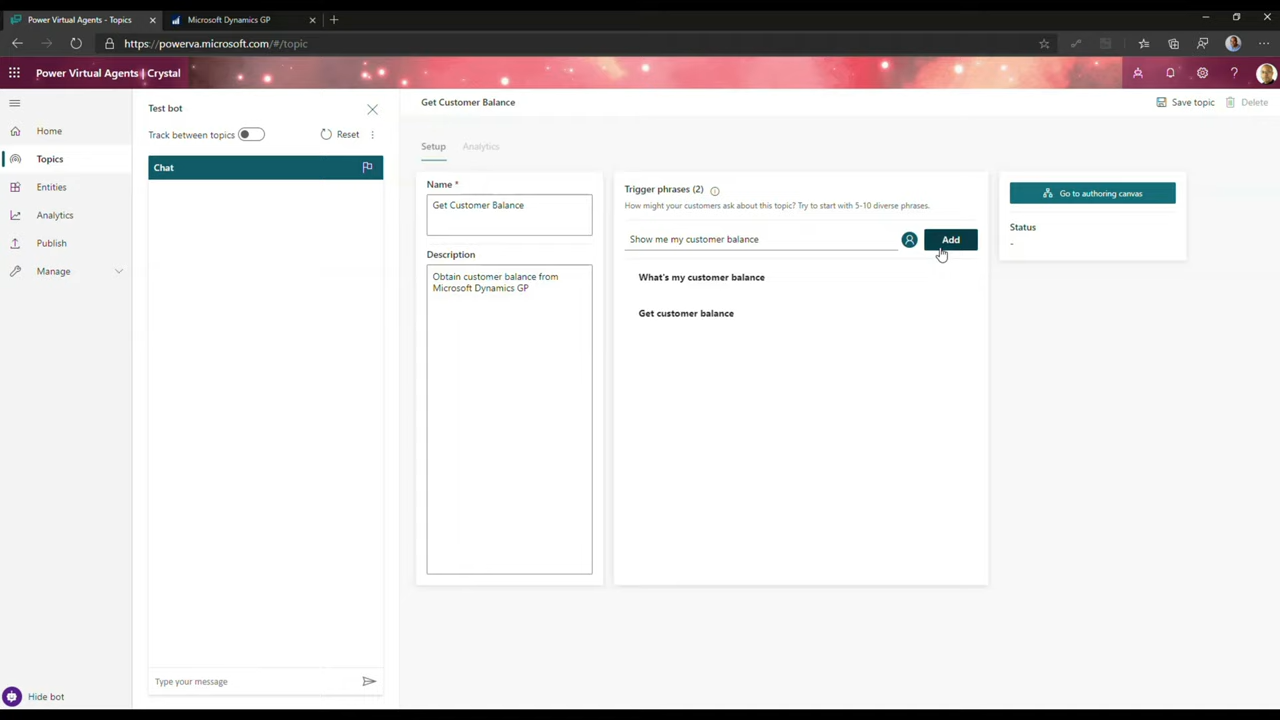 Power Virtual Agents - Topics
Microsoft Dynamics GP
https://powerva.microsoft.com/#/topic
Power Virtual Agents | Crystal
Home
Topics
Entities
Analytics
Publish
Manage
Hide bot
Test bot
Track between topics
Reset
Chat
Type your message
Get Customer Balance
Save topic
Delete
Setup
Analytics
Name *
Get Customer Balance
Description
Obtain customer balance from
Microsoft Dynamics GP
Trigger phrases (2)
How might your customers ask about this topic? Try to start with 5-10 diverse phrases.
Show me my customer balance
Add
What's my customer balance
Get customer balance
Go to authoring canvas
Status
-